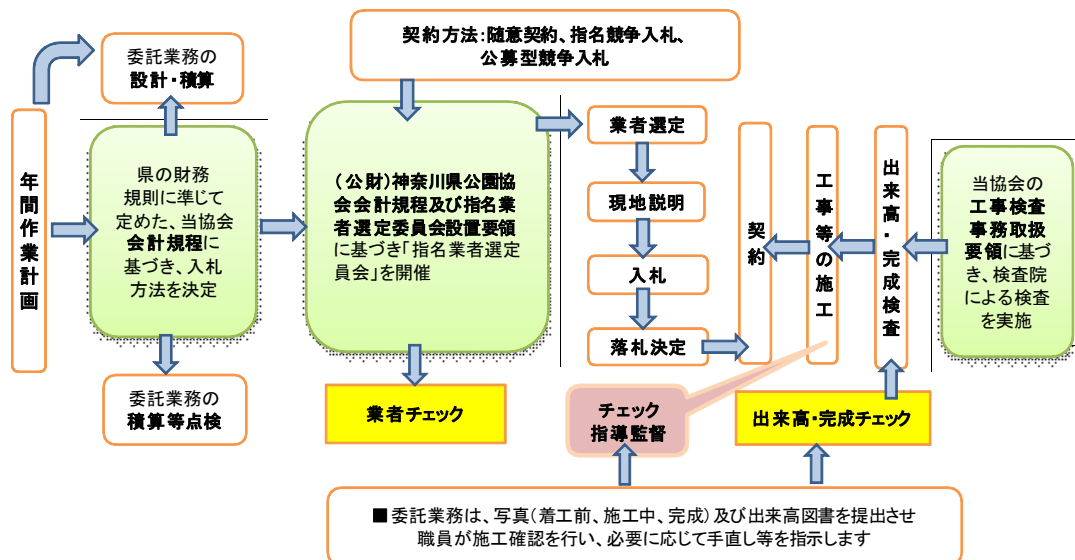 契約方法：随意契約、指名競争入札、
公募型競争入札
委託業務の
設計・積算
年間作業計画
県の財務
規則に準じて
定めた、当協会
会計規程に
基づき、入札
方法を決定
委託業務の
積算等点検
(公財)神奈川県公園協
会会計規程及び指名業
者選定委員会設置要領
に基づき「指名業者選定
員会」を開催
業者チェック
業者選定
現地説明
入札
落札決定
契約
工事等の施工
出来高・完成検査
当協会の
工事検査
事務取扱
要領に基づ
き、検査院
による検査
を実施
チェック
指導監督
出来高・完成チェック
■委託業務は、写真(着工前、施工中、完成)及び出来高図書を提出させ
職員が施工確認を行い、必要に応じて手直し等を指示します